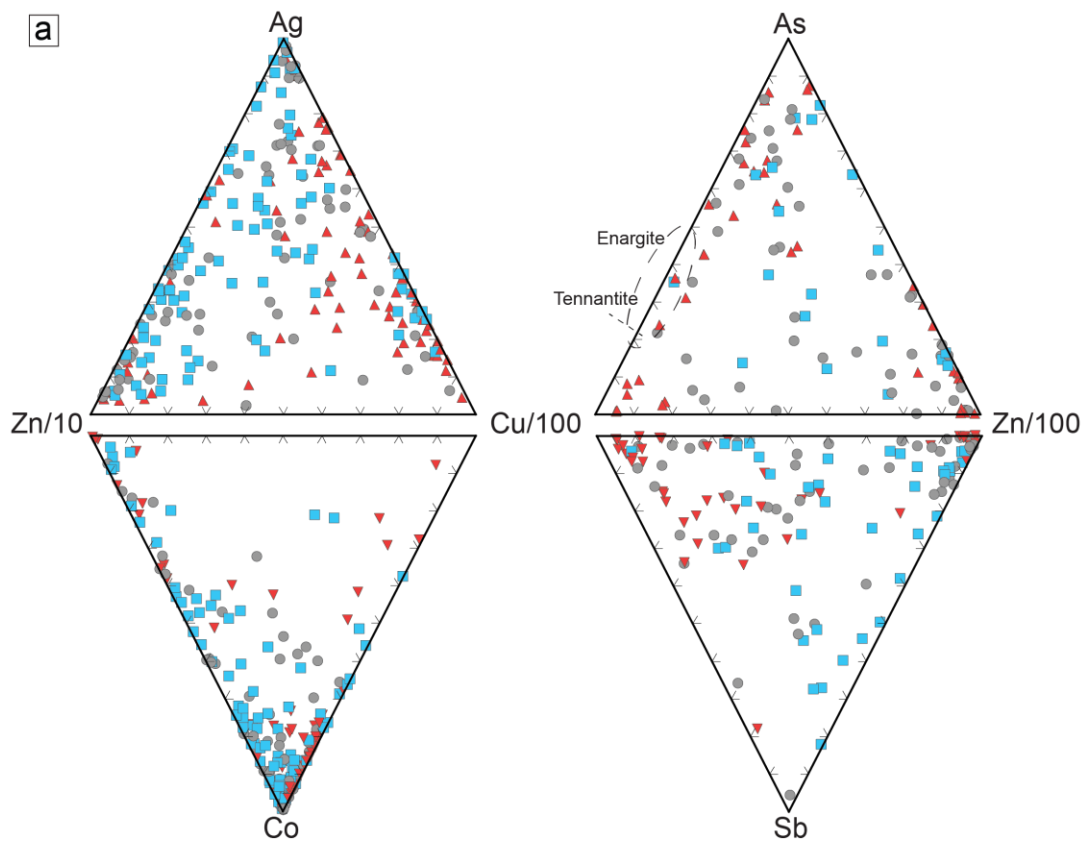 a
Ag
As
Enargite
Tennantite
Zn/10
Cu/100
Zn/100
Co
Sb